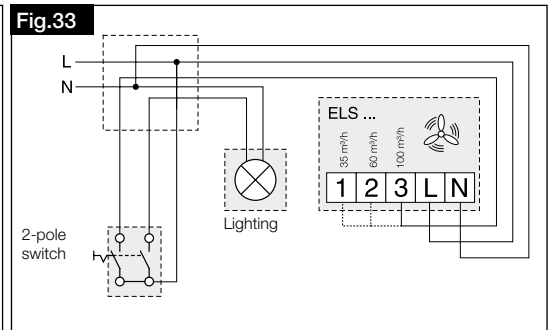 Fig.33
L
N
ELS ...
35 m³/h
60 m³/h
100 m³/h
1 2 3 L N
Lighting
2-pole
switch